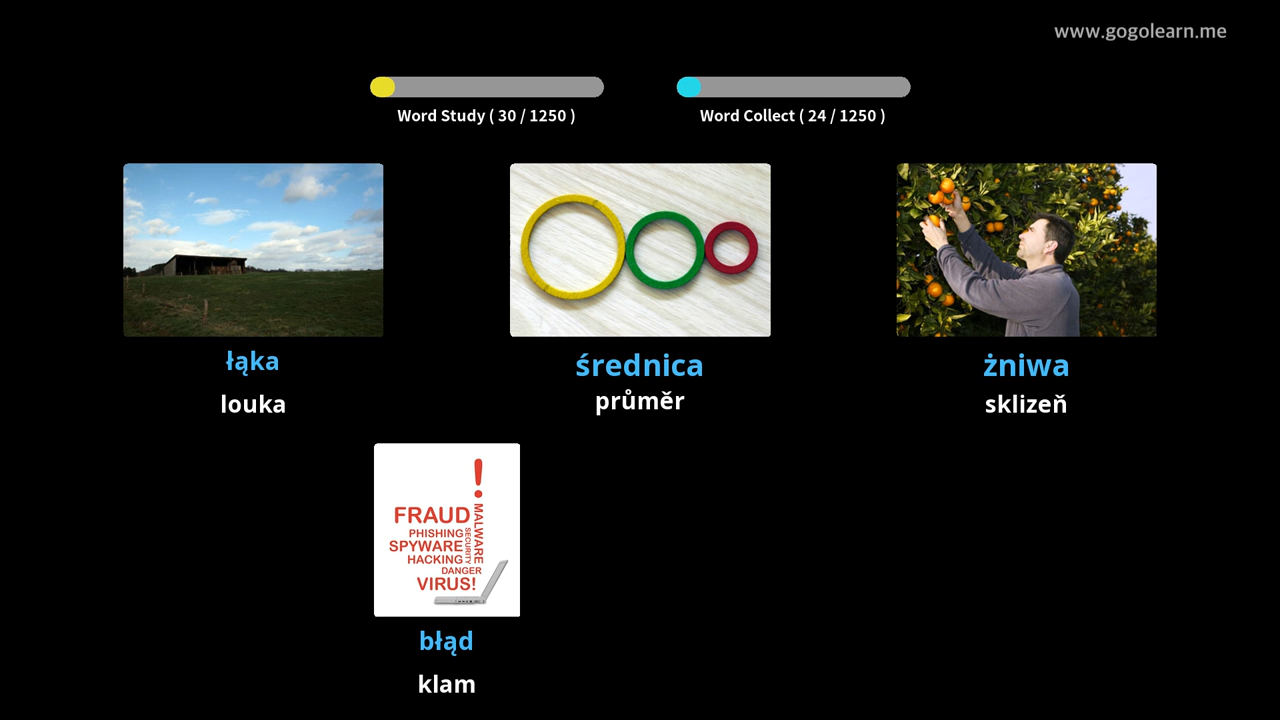 www.gogolearn.me
Word Study ( 30 / 1250 )
Word Collect ( 24 / 1250 )
łąka
louka
średnica
průměr
żniwa
sklizeň
!
FRAUD
PHISHING
SPYWARE
HACKING
DANGER
VIRUS!
SECURITY
MALWARE
błąd
klam